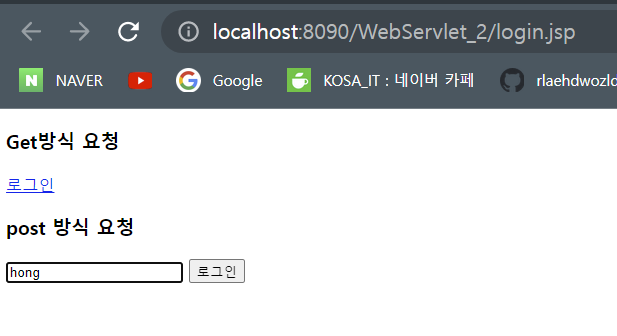 localhost:8090/WebServlet_2/login.jsp
N NAVER Google KOSA_IT : 네이버 카페 rlaehdwozld
Get방식 요청
로그인
post 방식 요청
hong 로그인